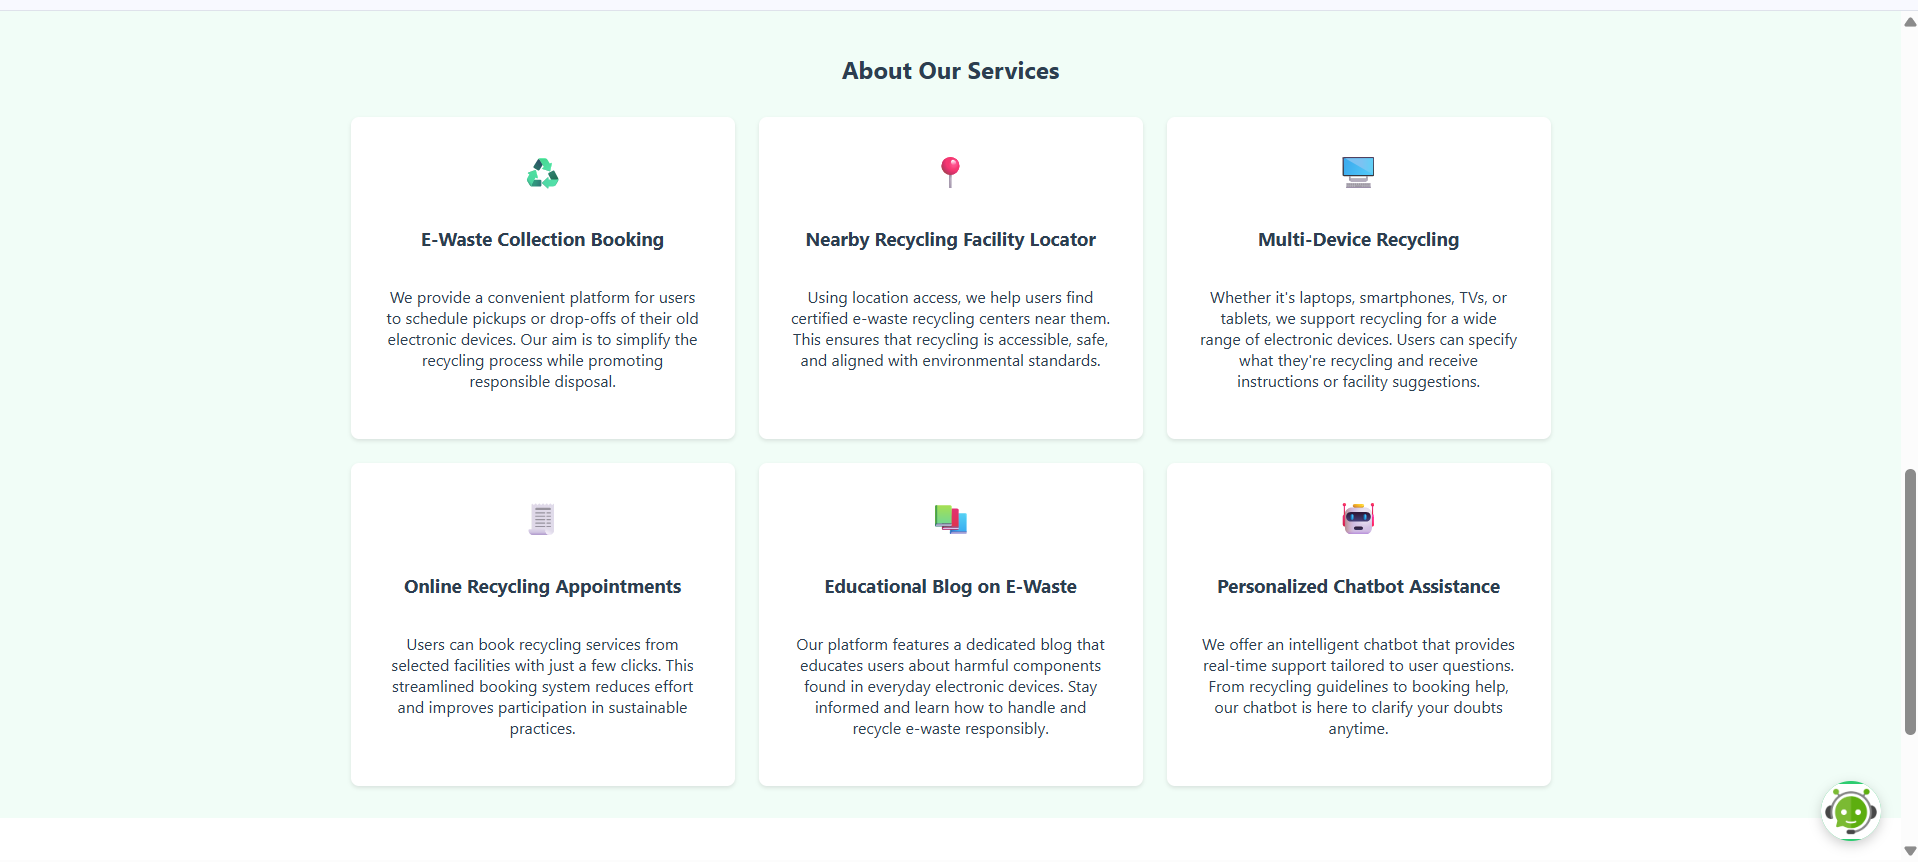 About Our Services
E-Waste Collection Booking
We provide a convenient platform for users
to schedule pickups or drop-offs of their old
electronic devices. Our aim is to simplify the
recycling process while promoting
responsible disposal.
Nearby Recycling Facility Locator
Using location access, we help users find
certified e-waste recycling centers near them.
This ensures that recycling is accessible, safe,
and aligned with environmental standards.
Multi-Device Recycling
Whether it's laptops, smartphones, TVs, or
tablets, we support recycling for a wide
range of electronic devices. Users can specify
what they're recycling and receive
instructions or facility suggestions.
Online Recycling Appointments
Users can book recycling services from
selected facilities with just a few clicks. This
streamlined booking system reduces effort
and improves participation in sustainable
practices.
Educational Blog on E-Waste
Our platform features a dedicated blog that
educates users about harmful components
found in everyday electronic devices. Stay
informed and learn how to handle and
recycle e-waste responsibly.
Personalized Chatbot Assistance
We offer an intelligent chatbot that provides
real-time support tailored to user questions.
From recycling guidelines to booking help,
our chatbot is here to clarify your doubts
anytime.